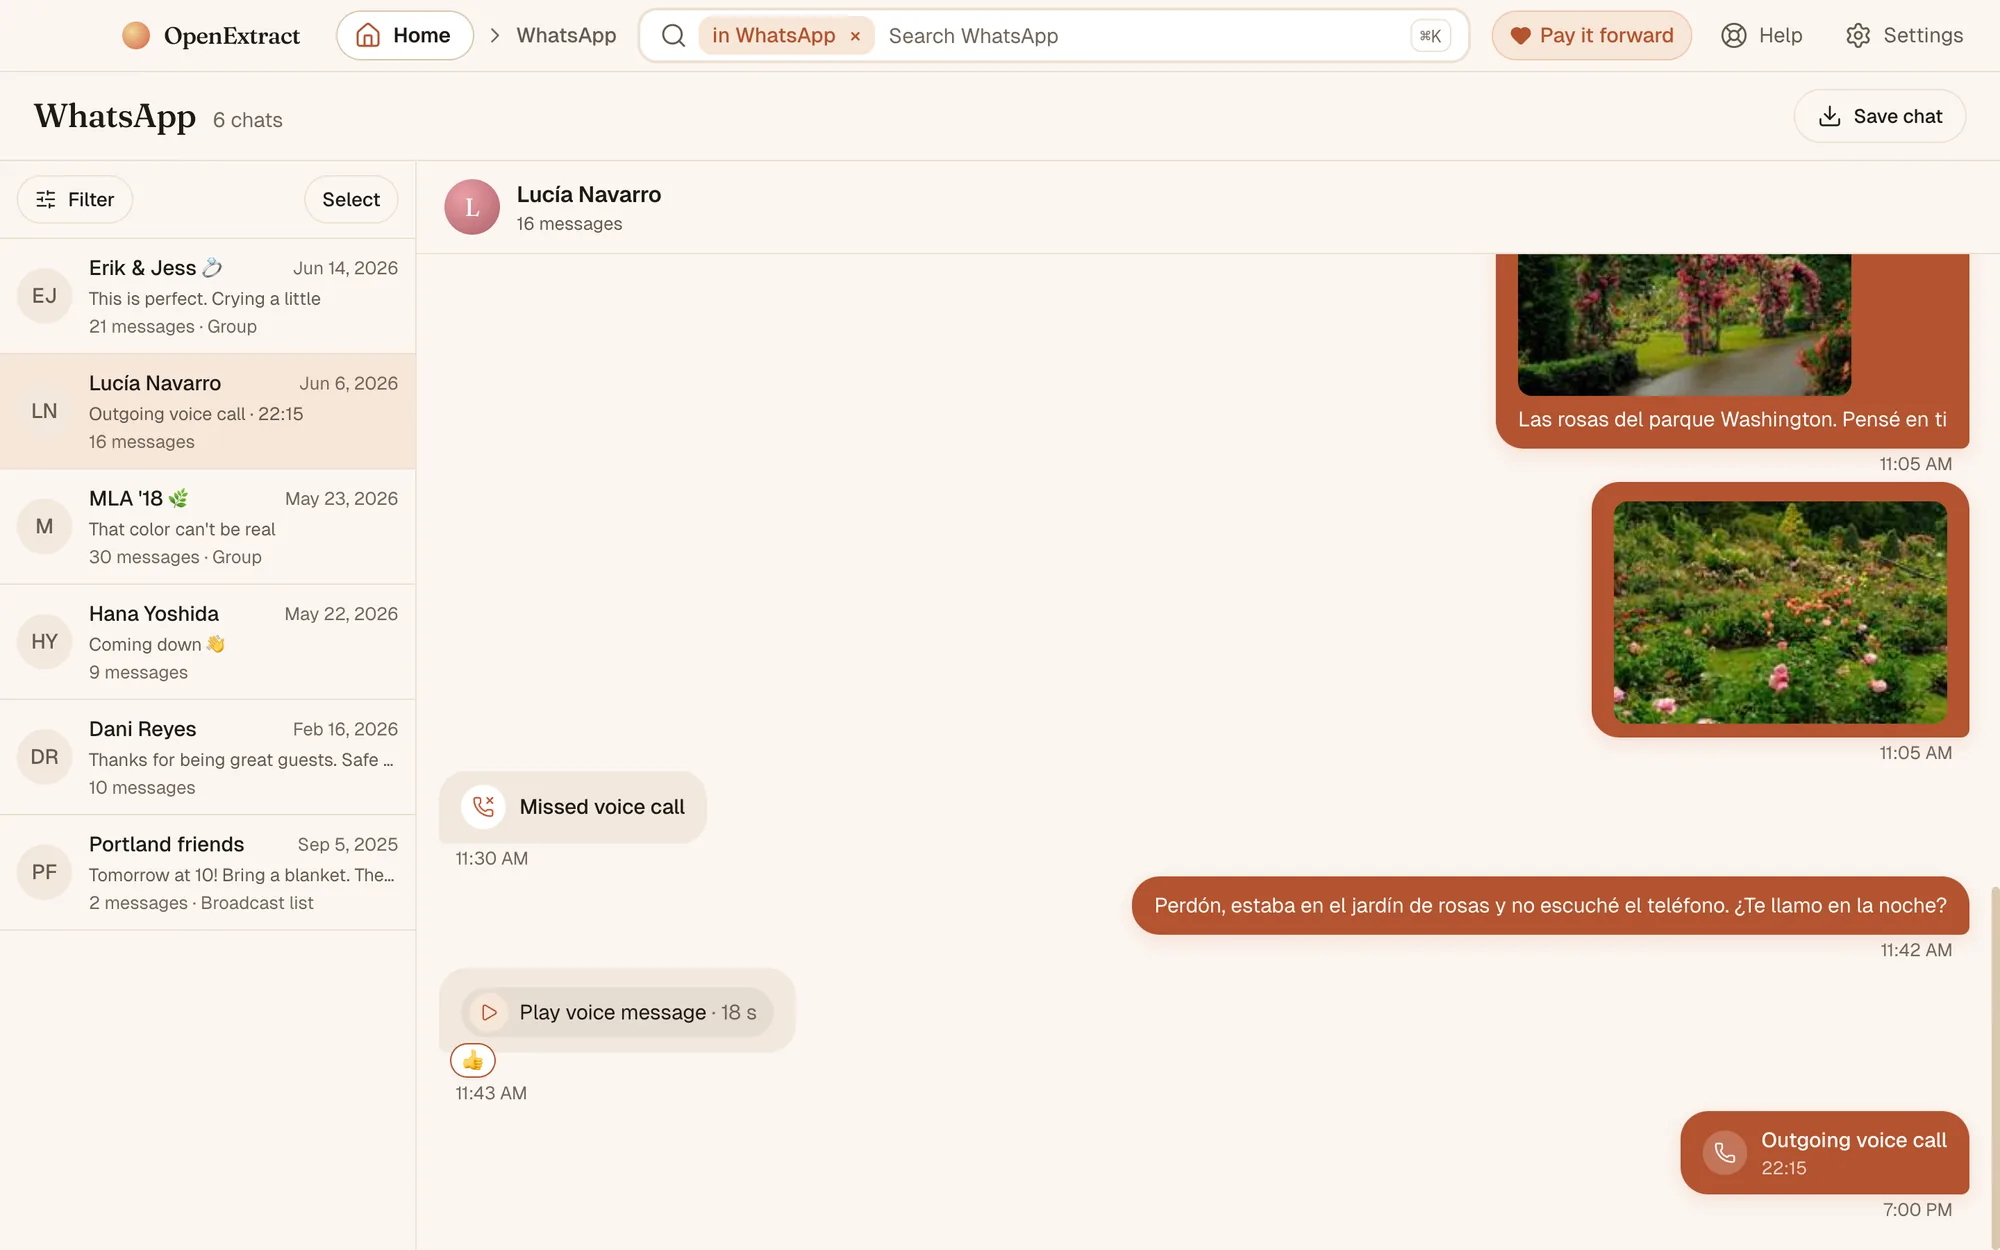 OpenExtract
Home
WhatsApp
in WhatsApp ×
Search WhatsApp
⌘K
Pay it forward
Help
Settings
WhatsApp 6 chats
Save chat
Filter
Select
EJ
Erik & Jess 💍 Jun 14, 2026
This is perfect. Crying a little
21 messages · Group
LN
Lucía Navarro Jun 6, 2026
Outgoing voice call · 22:15
16 messages
M
MLA '18 🌿 May 23, 2026
That color can't be real
30 messages · Group
HY
Hana Yoshida May 22, 2026
Coming down 👋
9 messages
DR
Dani Reyes Feb 16, 2026
Thanks for being great guests. Safe ...
10 messages
PF
Portland friends Sep 5, 2025
Tomorrow at 10! Bring a blanket. The...
2 messages · Broadcast list
L
Lucía Navarro
16 messages
Las rosas del parque Washington. Pensé en ti
11:05 AM
11:05 AM
Missed voice call
11:30 AM
Perdón, estaba en el jardín de rosas y no escuché el teléfono. ¿Te llamo en la noche?
11:42 AM
Play voice message · 18 s
👍
11:43 AM
Outgoing voice call
22:15
7:00 PM